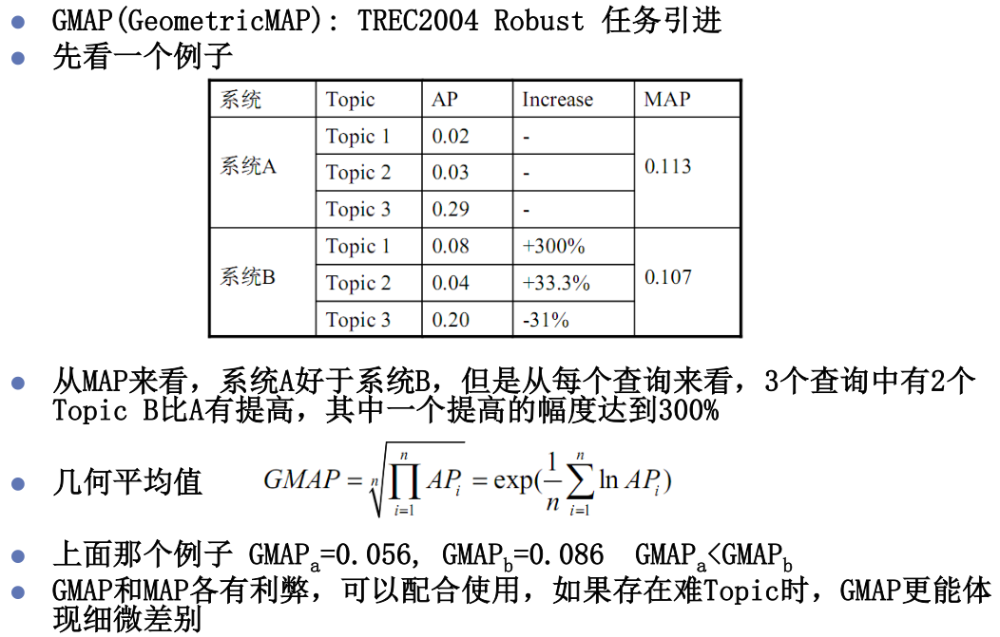 GMAP(GeometricMAP): TREC2004 Robust 任务引进
先看一个例子
系统 Topic AP Increase MAP
系统A Topic 1 0.02 - 0.113
Topic 2 0.03 -
Topic 3 0.29 -
系统B Topic 1 0.08 +300% 0.107
Topic 2 0.04 +33.3%
Topic 3 0.20 -31%
从MAP来看，系统A好于系统B，但是从每个查询来看，3个查询中有2个
Topic B比A有提高，其中一个提高的幅度达到300%
几何平均值 GMAP = \sqrt[n]{\prod_{i=1}^{n} AP_i} = exp(\frac{1}{n} \sum_{i=1}^{n} ln AP_i)
上面那个例子 GMAP_a=0.056, GMAP_b=0.086 GMAP_a<GMAP_b
GMAP和MAP各有利弊，可以配合使用，如果存在难Topic时，GMAP更能体
现细微差别